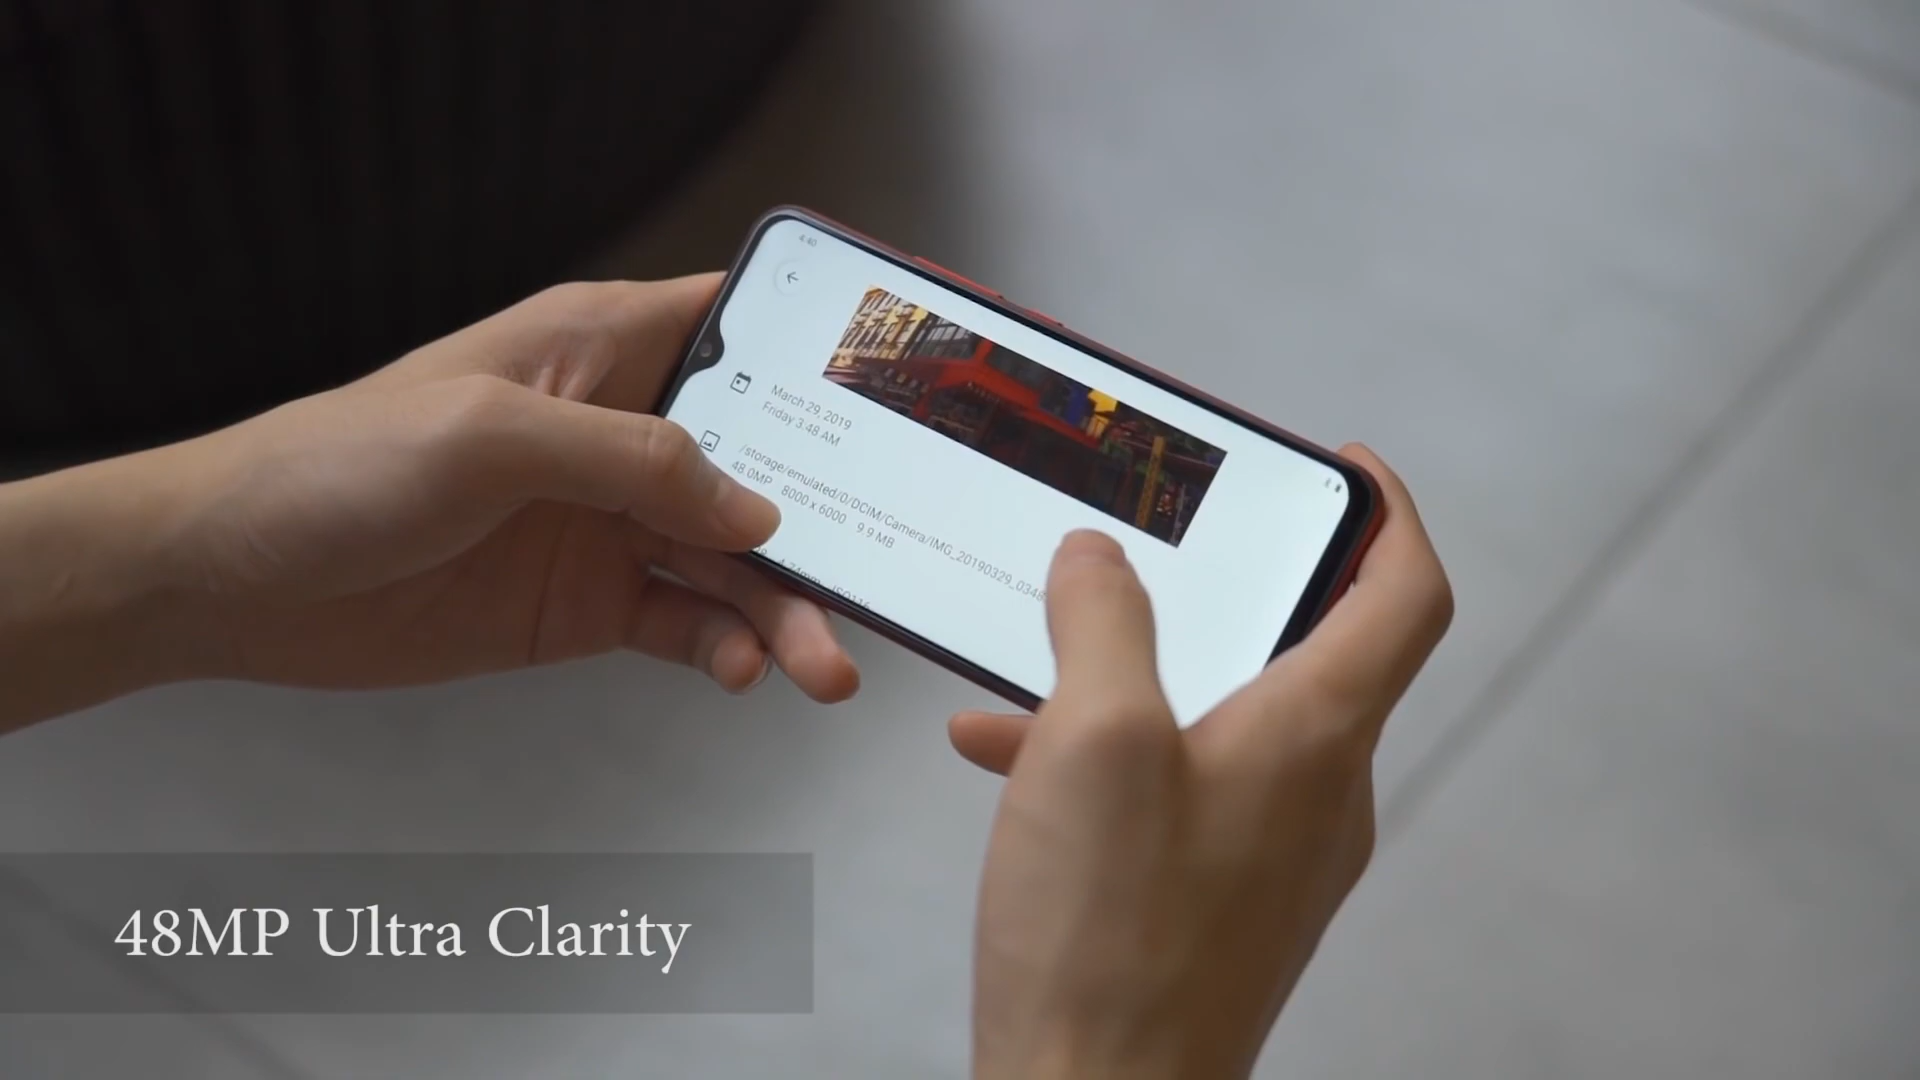 4:40
March 29, 2019
Friday 3:48 AM
/storage/emulated/0/DCIM/Camera/IMG_20190329_0348
48.0MP 8000 x 6000 9.9 MB
ISO116
48MP Ultra Clarity